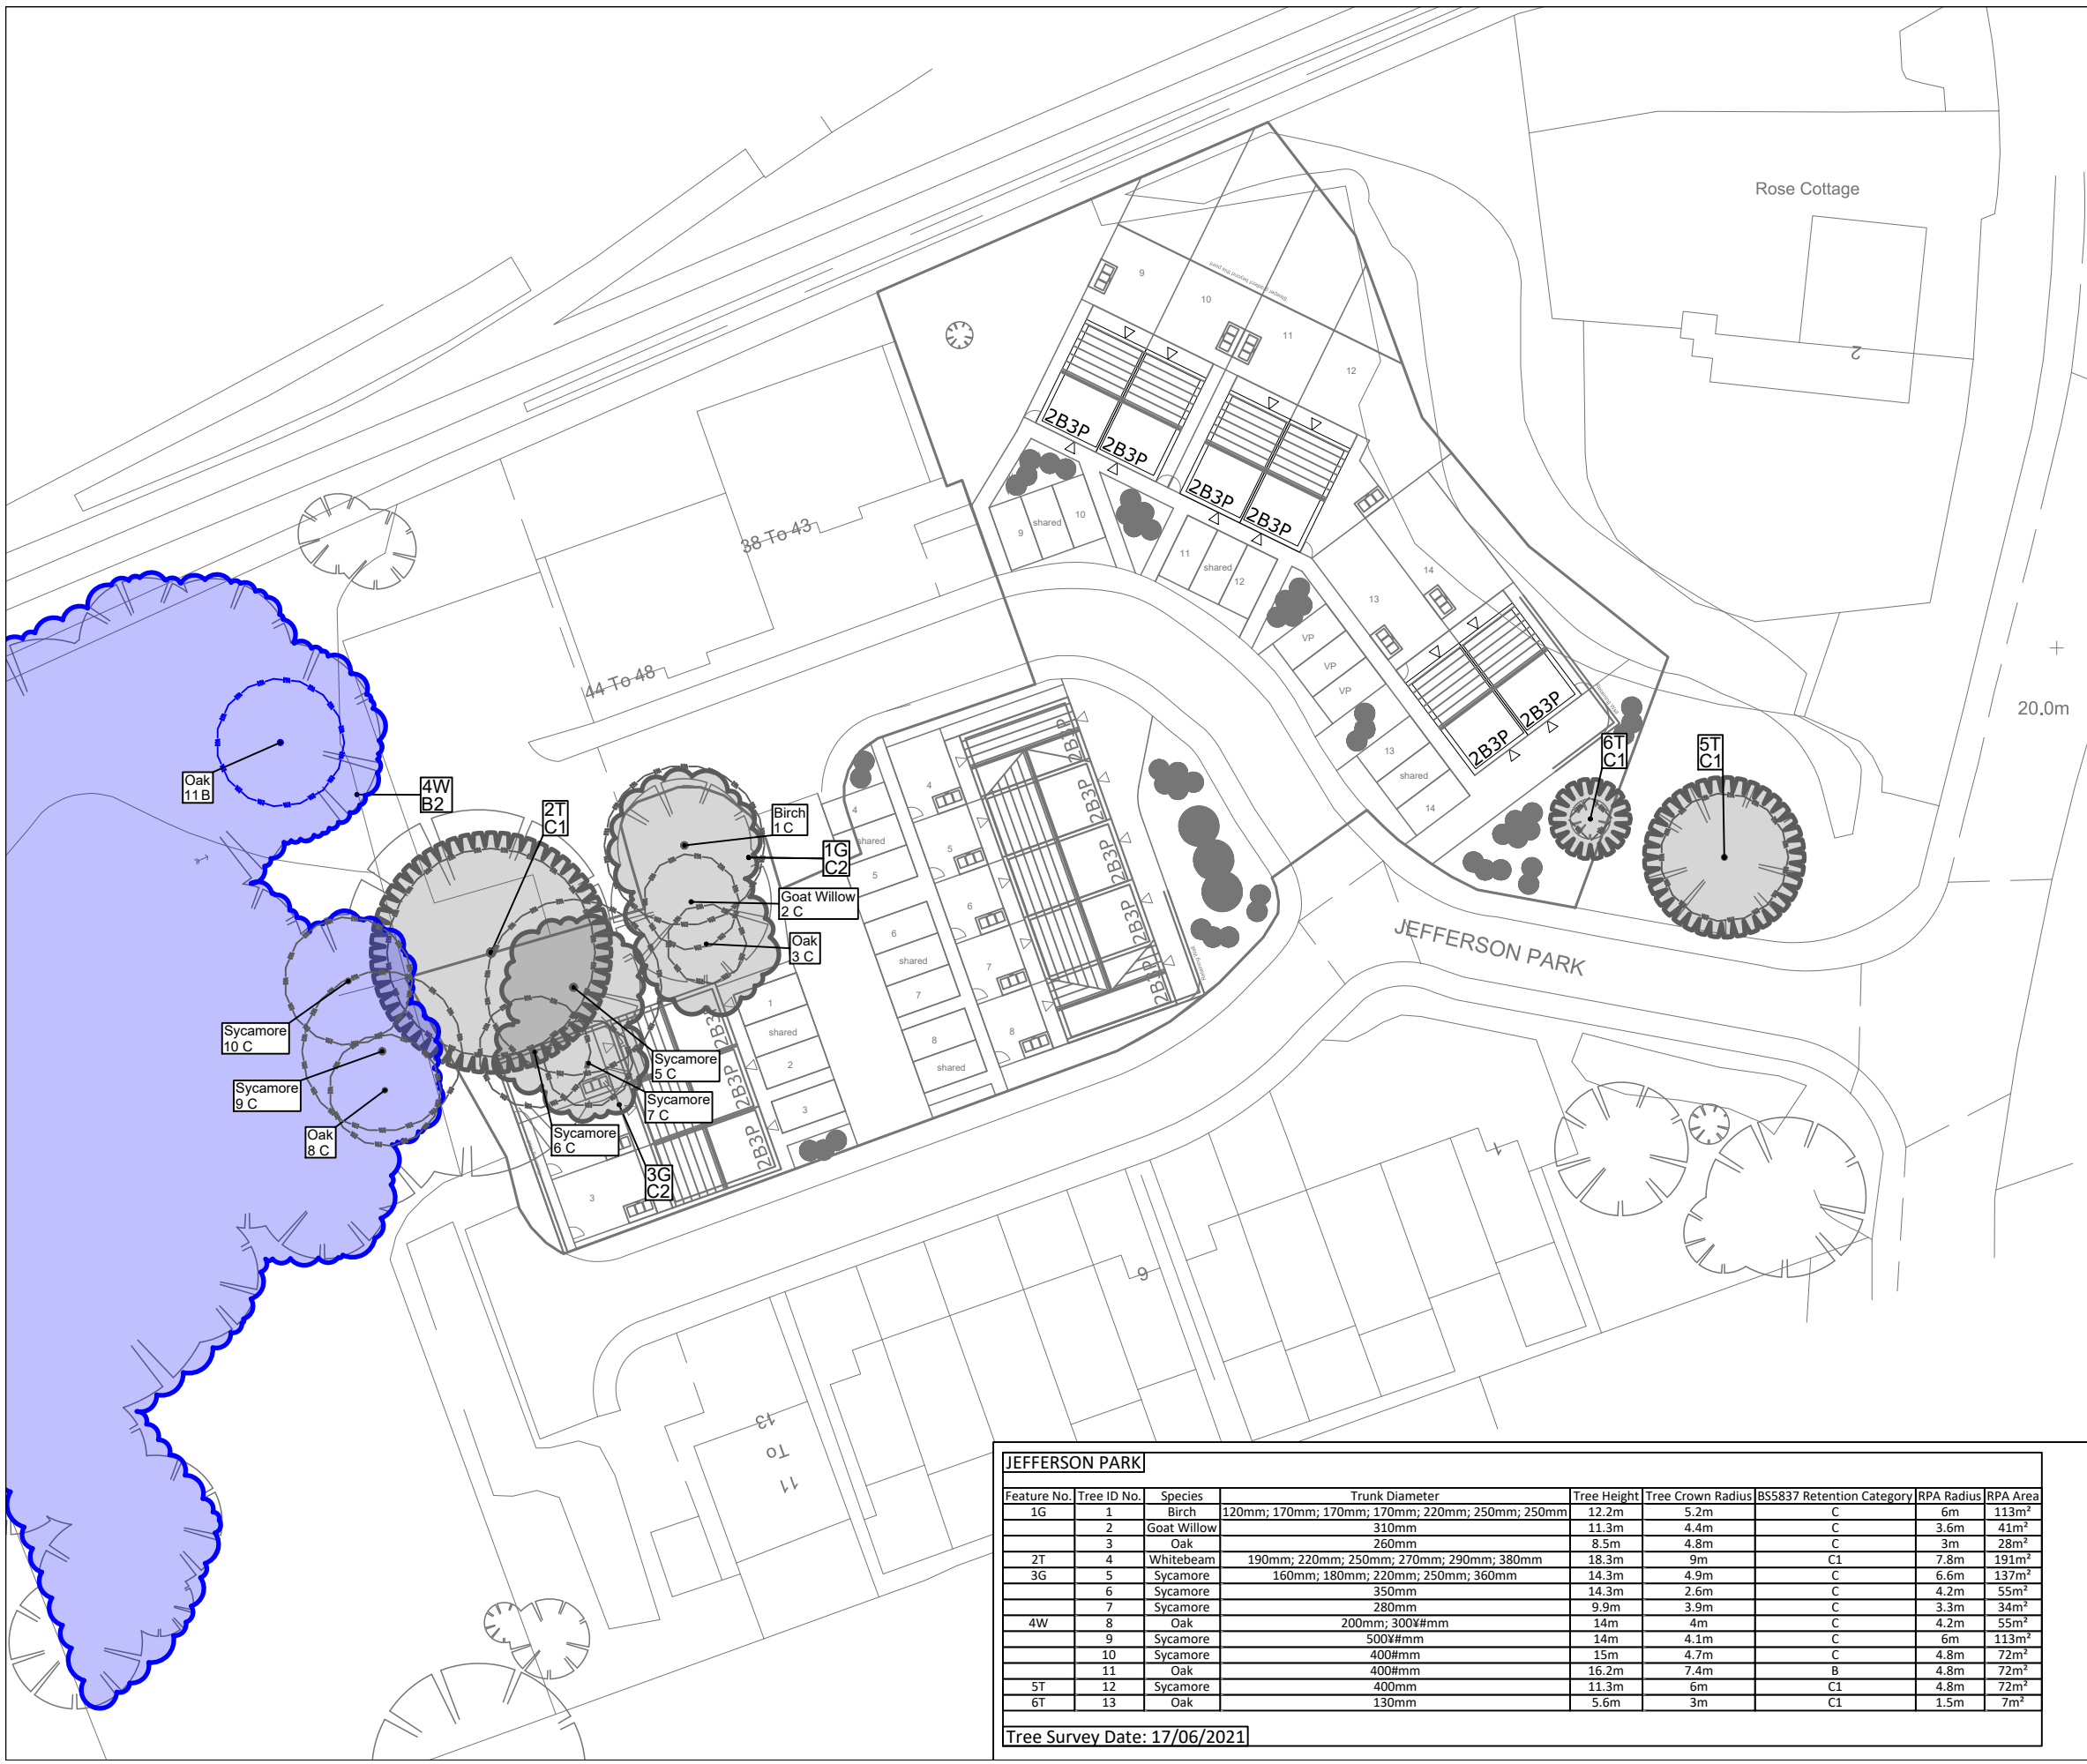 Rose Cottage
2
9
10
11
12
Steeper gradient beyond this point
2B3P
2B3P
2B3P
2B3P
9
shared
10
11
shared
12
38 To 43
44 To 48
13
14
VP
VP
VP
13
shared
14
2B3P
2B3P
Retaining Wall
20.0m
6T
C1
5T
C1
Oak
11 B
4W
B2
2T
C1
Birch
1 C
1G
C2
Goat Willow
2 C
Oak
3 C
4
shared
5
6
shared
7
8
shared
4
5
6
7
8
2B3P
2B3P
2B3P
2B3P
2B3P
Retaining Wall
JEFFERSON PARK
1
shared
2
3
2B3P
2B3P
2B3P
Sycamore
10 C
Sycamore
9 C
Oak
8 C
Sycamore
5 C
Sycamore
7 C
Sycamore
6 C
3G
C2
3
1
1
9
13
To
11
JEFFERSON PARK
Feature No. Tree ID No. Species Trunk Diameter Tree Height Tree Crown Radius BS5837 Retention Category RPA Radius RPA Area
1G 1 Birch 120mm; 170mm; 170mm; 170mm; 220mm; 250mm; 250mm 12.2m 5.2m C 6m 113m²
2 Goat Willow 310mm 11.3m 4.4m C 3.6m 41m²
3 Oak 260mm 8.5m 4.8m C 3m 28m²
2T 4 Whitebeam 190mm; 220mm; 250mm; 270mm; 290mm; 380mm 18.3m 9m C1 7.8m 191m²
3G 5 Sycamore 160mm; 180mm; 220mm; 250mm; 360mm 14.3m 4.9m C 6.6m 137m²
6 Sycamore 350mm 14.3m 2.6m C 4.2m 55m²
7 Sycamore 280mm 9.9m 3.9m C 3.3m 34m²
4W 8 Oak 200mm; 300¥#mm 14m 4m C 4.2m 55m²
9 Sycamore 500¥#mm 14m 4.1m C 6m 113m²
10 Sycamore 400#mm 15m 4.7m C 4.8m 72m²
11 Oak 400#mm 16.2m 7.4m B 4.8m 72m²
5T 12 Sycamore 400mm 11.3m 6m C1 4.8m 72m²
6T 13 Oak 130mm 5.6m 3m C1 1.5m 7m²
Tree Survey Date: 17/06/2021